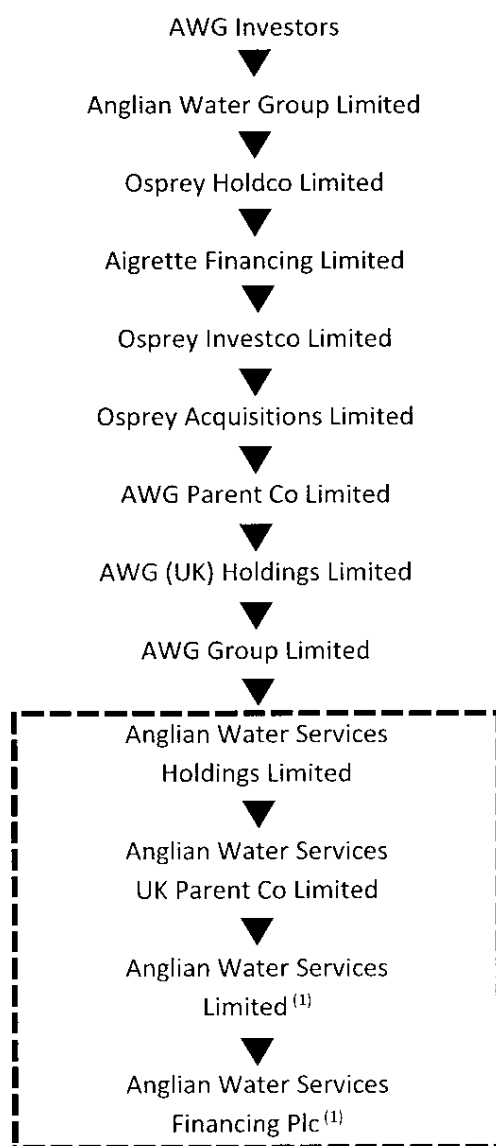 AWG Investors
Anglian Water Group Limited
Osprey Holdco Limited
Aigrette Financing Limited
Osprey Investco Limited
Osprey Acquisitions Limited
AWG Parent Co Limited
AWG (UK) Holdings Limited
AWG Group Limited
Anglian Water Services
Holdings Limited
Anglian Water Services
UK Parent Co Limited
Anglian Water Services
Limited (1)
Anglian Water Services
Financing Plc (1)